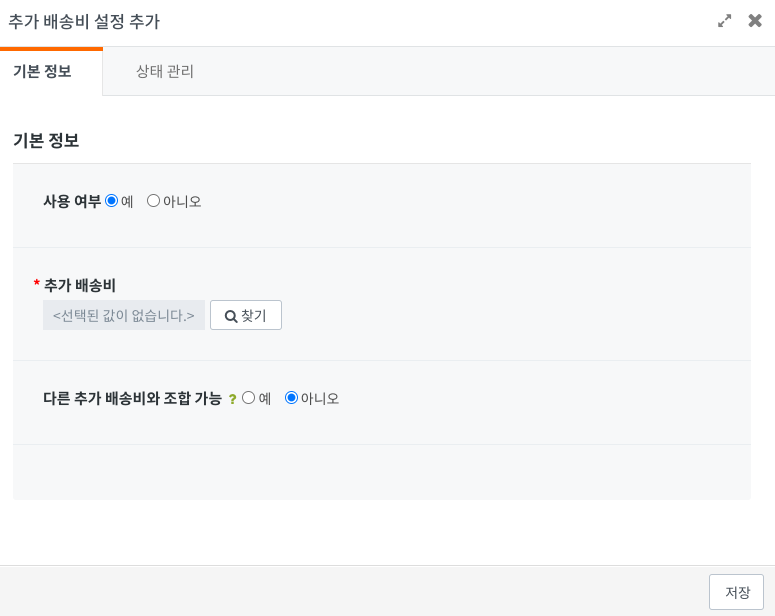 추가 배송비 설정 추가
기본 정보 상태 관리
기본 정보
사용 여부 예 아니오
* 추가 배송비
<선택된 값이 없습니다.> 찾기
다른 추가 배송비와 조합 가능 ? 예 아니오
저장